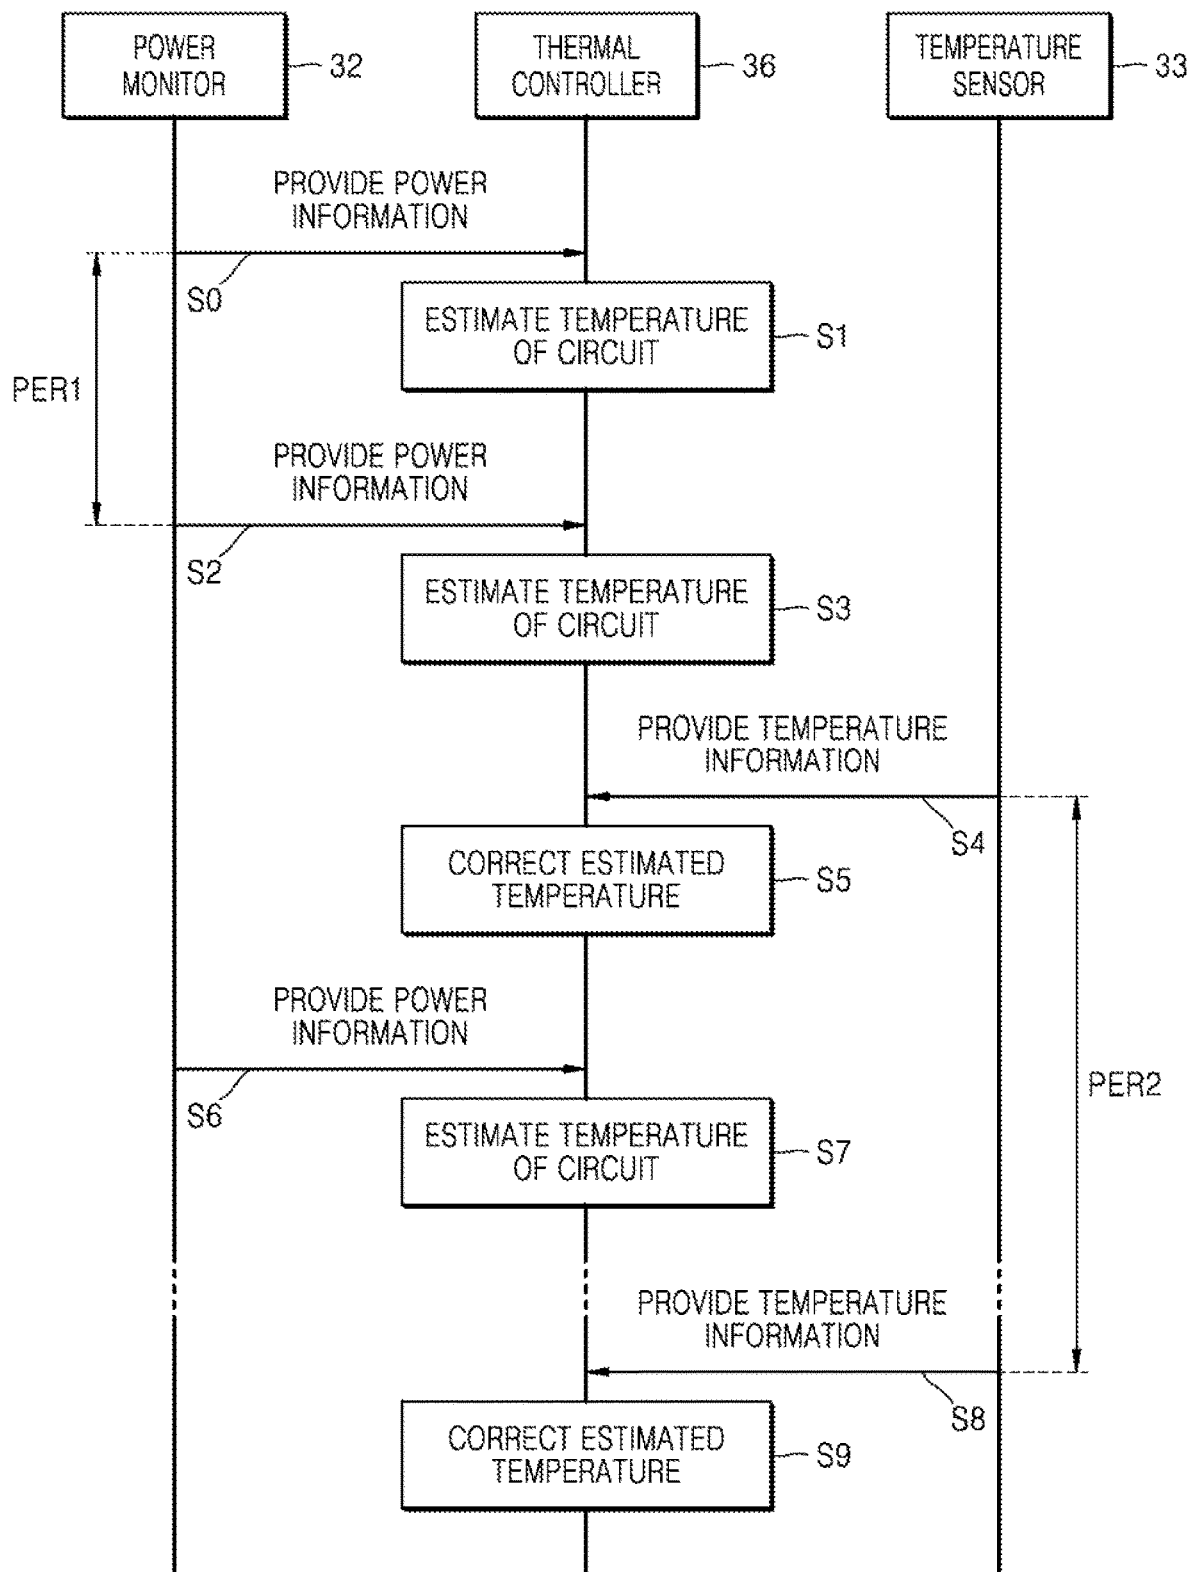 POWER
MONITOR
32
THERMAL
CONTROLLER
36
TEMPERATURE
SENSOR
33
PROVIDE POWER
INFORMATION
S0
ESTIMATE TEMPERATURE
OF CIRCUIT
S1
PER1
PROVIDE POWER
INFORMATION
S2
ESTIMATE TEMPERATURE
OF CIRCUIT
S3
PROVIDE TEMPERATURE
INFORMATION
S4
CORRECT ESTIMATED
TEMPERATURE
S5
PROVIDE POWER
INFORMATION
S6
PER2
ESTIMATE TEMPERATURE
OF CIRCUIT
S7
PROVIDE TEMPERATURE
INFORMATION
S8
CORRECT ESTIMATED
TEMPERATURE
S9